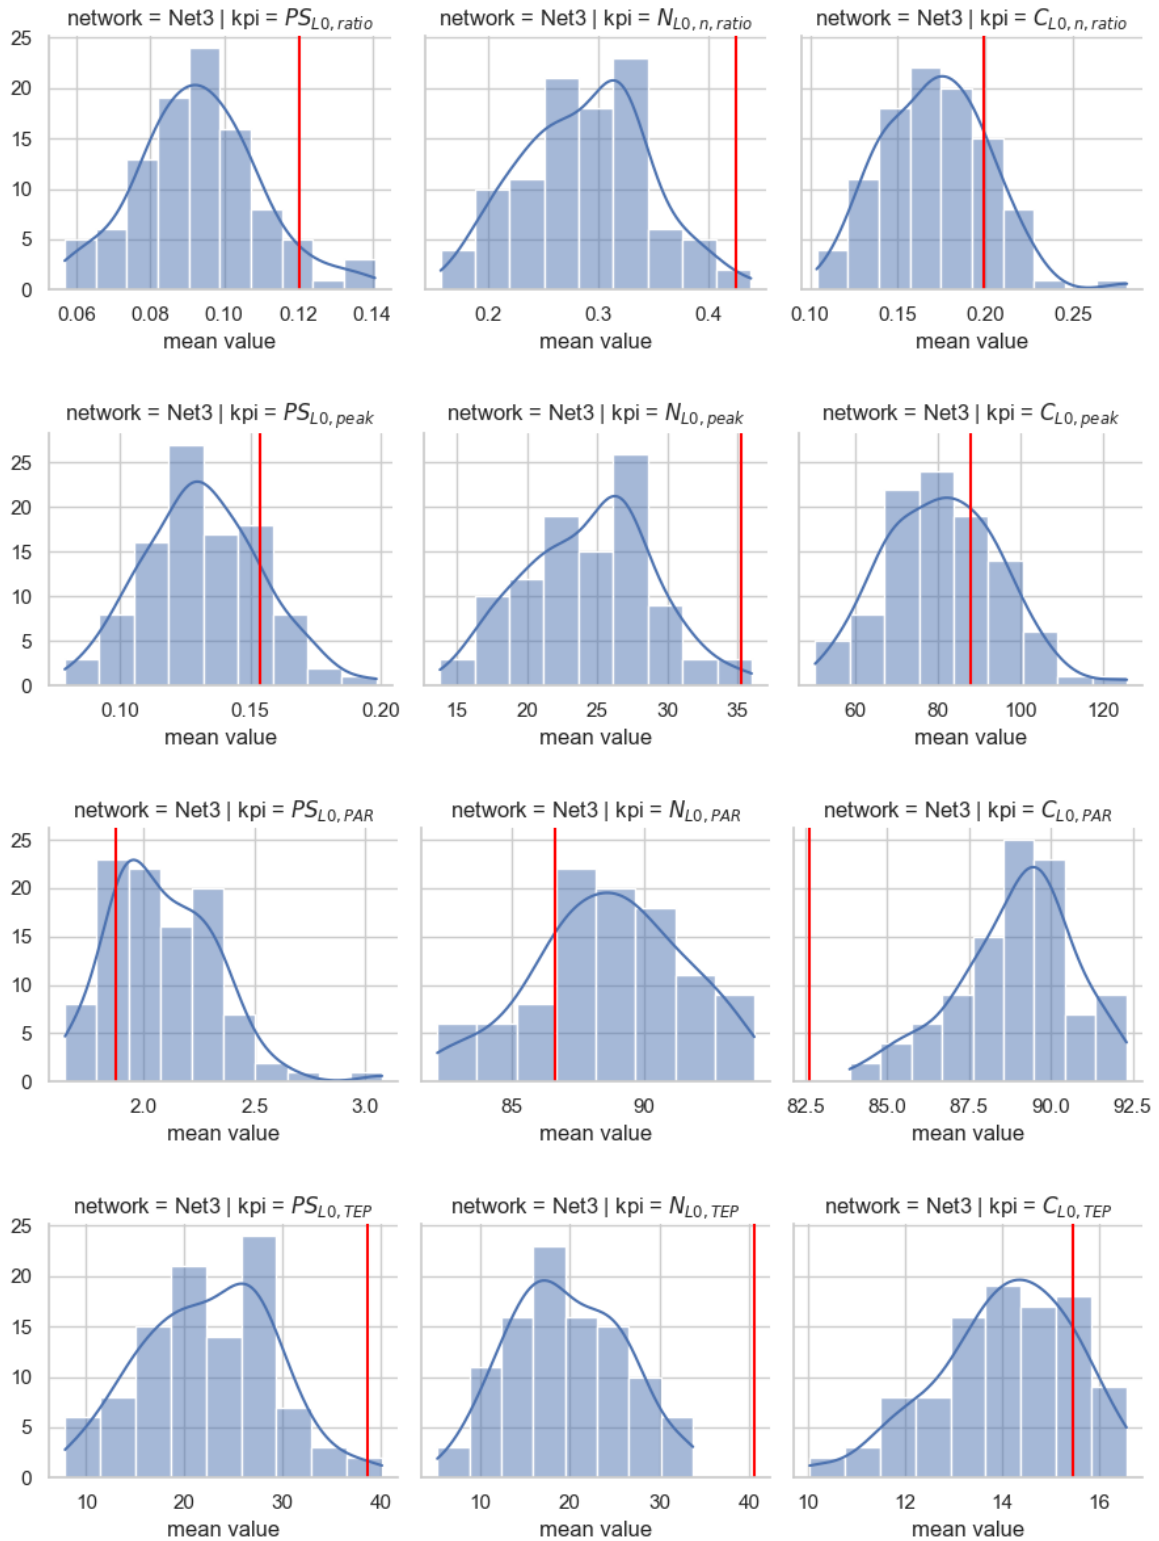 network = Net3 | kpi = PS_{L0, ratio}
network = Net3 | kpi = N_{L0, n, ratio}
network = Net3 | kpi = C_{L0, n, ratio}
25
20
15
10
5
0
0.06 0.08 0.10 0.12 0.14
0.2 0.3 0.4
0.10 0.15 0.20 0.25
mean value
mean value
mean value
network = Net3 | kpi = PS_{L0, peak}
network = Net3 | kpi = N_{L0, peak}
network = Net3 | kpi = C_{L0, peak}
25
20
15
10
5
0
0.10 0.15 0.20
15 20 25 30 35
60 80 100 120
mean value
mean value
mean value
network = Net3 | kpi = PS_{L0, PAR}
network = Net3 | kpi = N_{L0, PAR}
network = Net3 | kpi = C_{L0, PAR}
25
20
15
10
5
0
2.0 2.5 3.0
85 90
82.5 85.0 87.5 90.0 92.5
mean value
mean value
mean value
network = Net3 | kpi = PS_{L0, TEP}
network = Net3 | kpi = N_{L0, TEP}
network = Net3 | kpi = C_{L0, TEP}
25
20
15
10
5
0
10 20 30 40
10 20 30 40
10 12 14 16
mean value
mean value
mean value